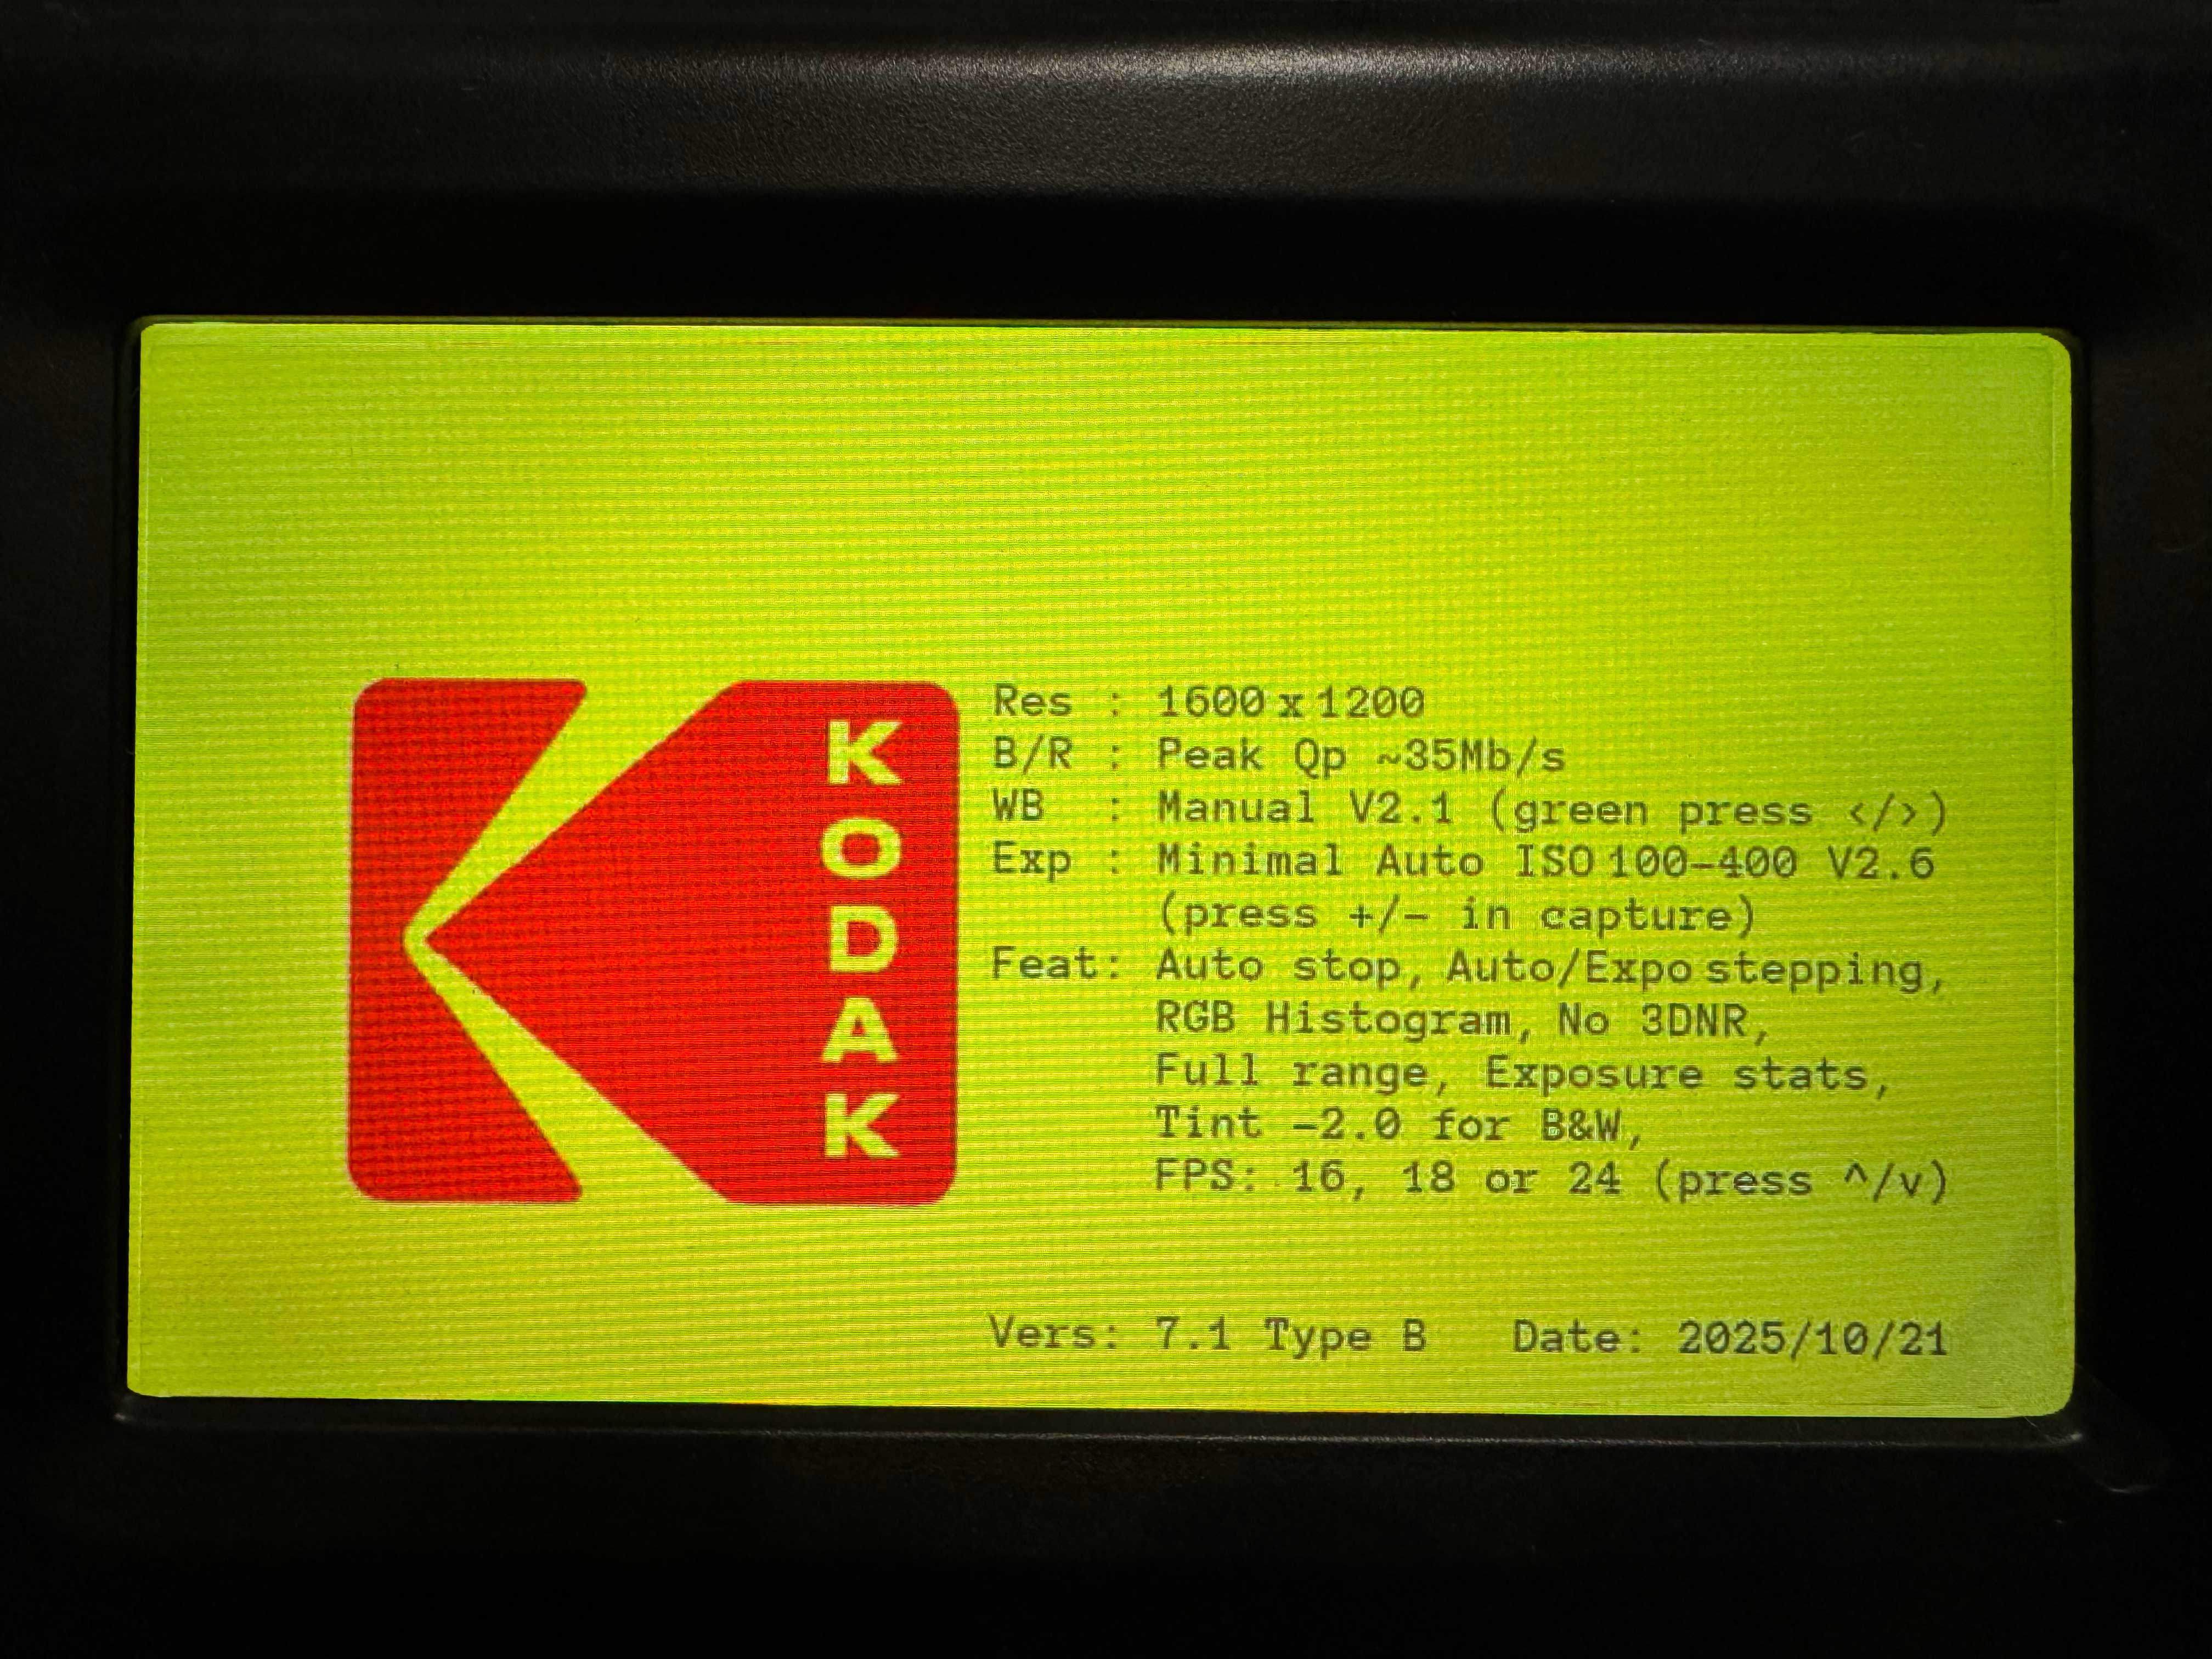 KODAK
Res : 1600 x 1200
B/R : Peak Qp ~35Mb/s
WB : Manual V2.1 (green press </>)
Exp : Minimal Auto ISO 100-400 V2.6
(press +/- in capture)
Feat: Auto stop, Auto/Expo stepping,
RGB Histogram, No 3DNR,
Full range, Exposure stats,
Tint -2.0 for B&W,
FPS: 16, 18 or 24 (press ^/v)
Vers: 7.1 Type B Date: 2025/10/21